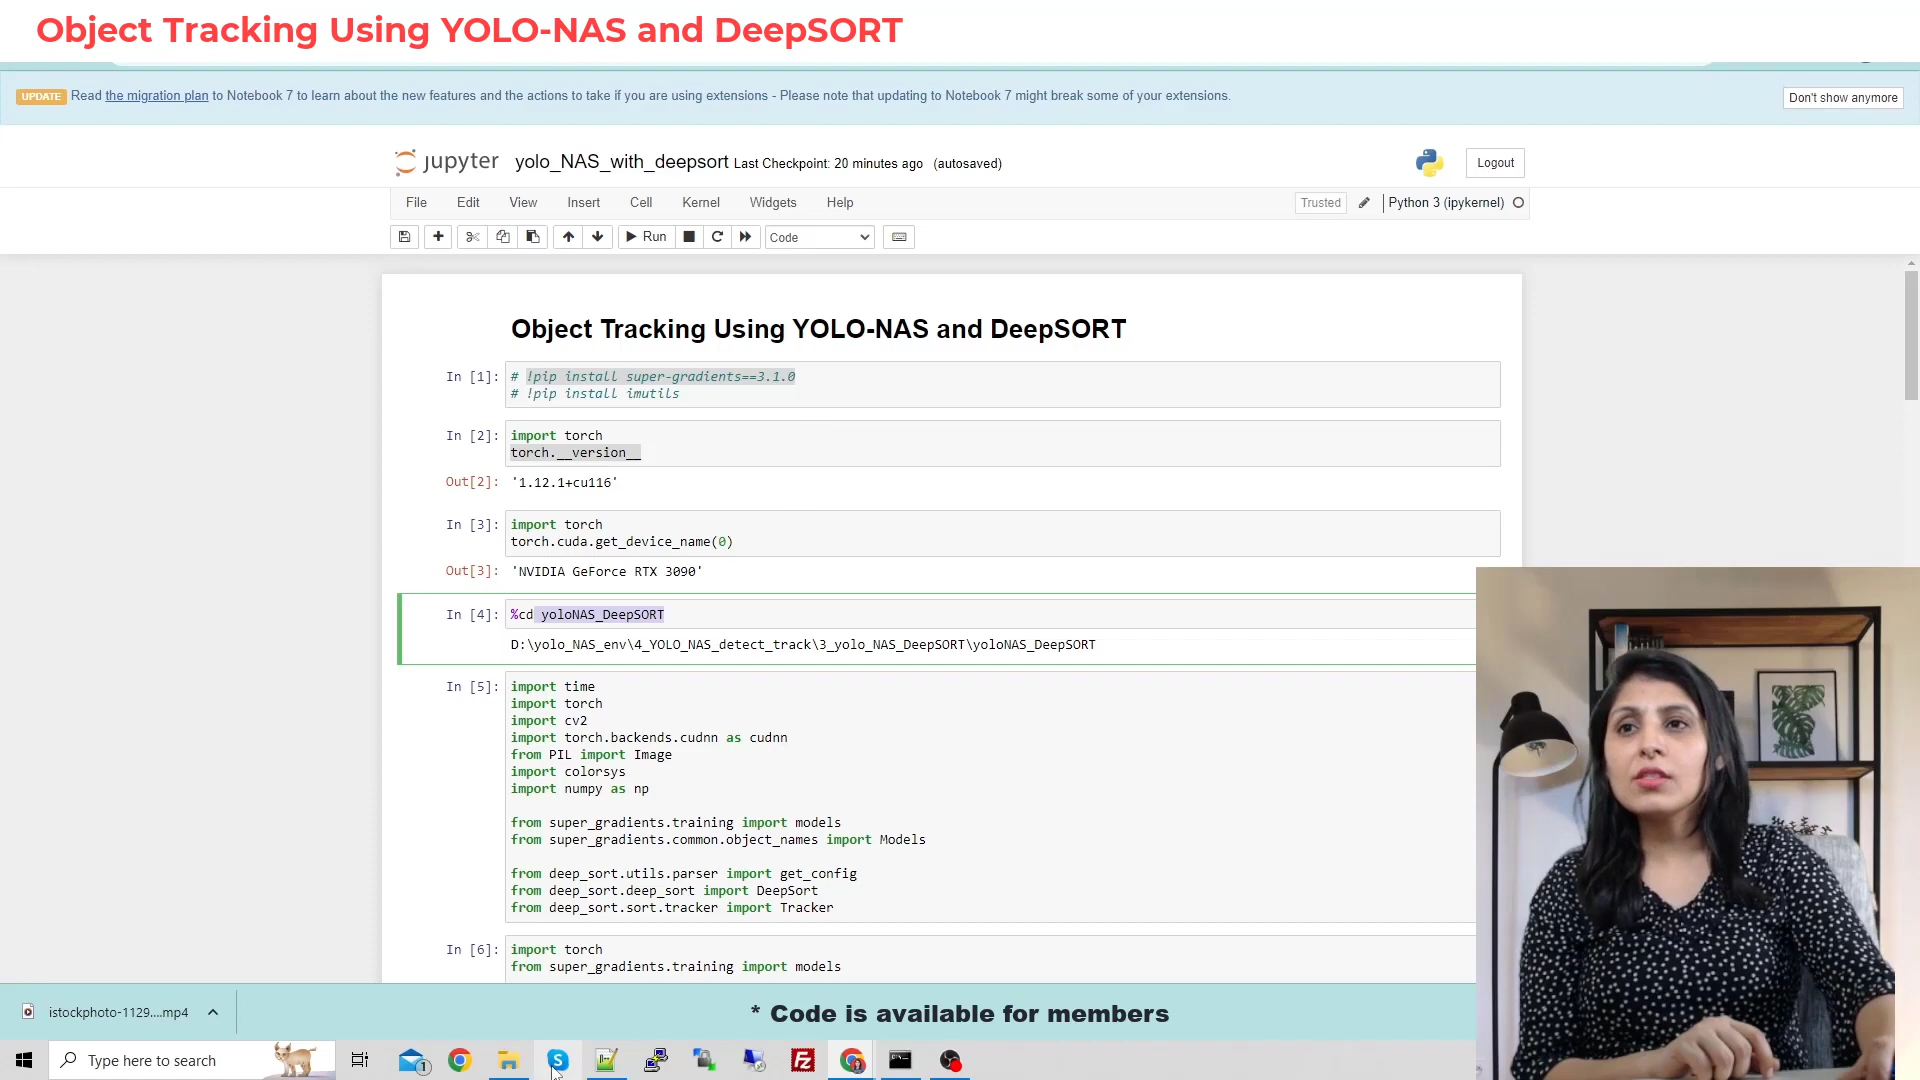 Object Tracking Using YOLO-NAS and DeepSORT
UPDATE Read the migration plan to Notebook 7 to learn about the new features and the actions to take if you are using extensions - Please note that updating to Notebook 7 might break some of your extensions.
Don't show anymore
jupyter yolo_NAS_with_deepsort Last Checkpoint: 20 minutes ago (autosaved)
Logout
File Edit View Insert Cell Kernel Widgets Help
Trusted
Python 3 (ipykernel)
Run
Code
Object Tracking Using YOLO-NAS and DeepSORT
In [1]: # !pip install super-gradients==3.1.0
# !pip install imutils
In [2]: import torch
torch.__version__
Out[2]: '1.12.1+cu116'
In [3]: import torch
torch.cuda.get_device_name(0)
Out[3]: 'NVIDIA GeForce RTX 3090'
In [4]: %cd yoloNAS_DeepSORT
D:\yolo_NAS_env\4_YOLO_NAS_detect_track\3_yolo_NAS_DeepSORT\yoloNAS_DeepSORT
In [5]: import time
import torch
import cv2
import torch.backends.cudnn as cudnn
from PIL import Image
import colorsys
import numpy as np
from super_gradients.training import models
from super_gradients.common.object_names import Models
from deep_sort.utils.parser import get_config
from deep_sort.deep_sort import DeepSort
from deep_sort.sort.tracker import Tracker
In [6]: import torch
from super_gradients.training import models
istockphoto-1129....mp4
* Code is available for members
Type here to search
1
S
FZ